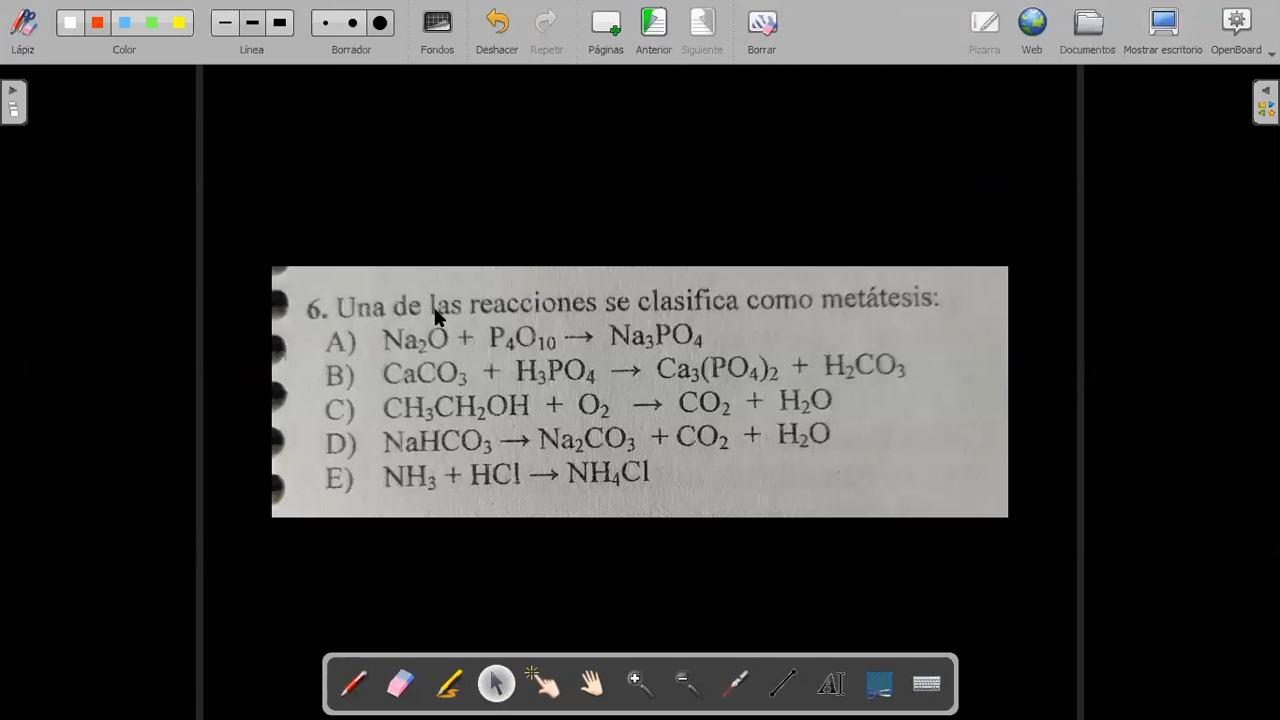 Lápiz
Color
Línea
Borrador
Fondos
Deshacer
Repetir
Páginas
Anterior
Siguiente
Borrar
Pizarra
Web
Documentos
Mostrar escritorio
OpenBoard
6. Una de las reacciones se clasifica como metátesis:
A) Na₂O + P₄O₁₀ → Na₃PO₄
B) CaCO₃ + H₃PO₄ → Ca₃(PO₄)₂ + H₂CO₃
C) CH₃CH₂OH + O₂ → CO₂ + H₂O
D) NaHCO₃ → Na₂CO₃ + CO₂ + H₂O
E) NH₃ + HCl → NH₄Cl
AI